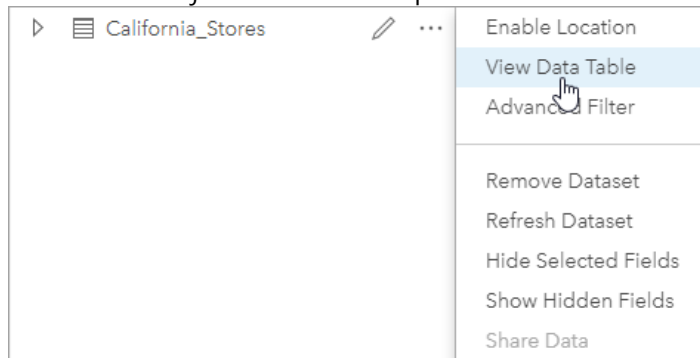 California_Stores
Enable Location
View Data Table
Advanced Filter
Remove Dataset
Refresh Dataset
Hide Selected Fields
Show Hidden Fields
Share Data